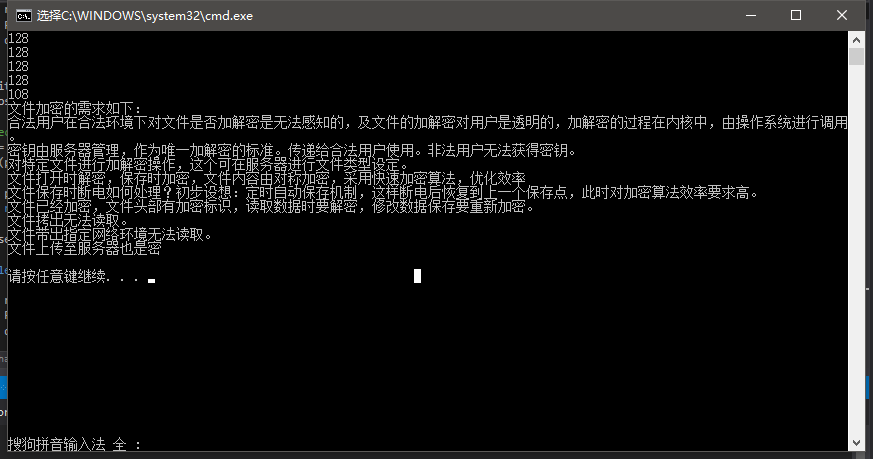 选择C:\WINDOWS\system32\cmd.exe
128
128
128
128
108
文件加密的需求如下：
合法用户在合法环境下对文件是否加解密是无法感知的，及文件的加解密对用户是透明的，加解密的过程在内核中，由操作系统进行调用
。
密钥由服务器管理，作为唯一加解密的标准。传递给合法用户使用。非法用户无法获得密钥。
对特定文件进行加解密操作，这个可在服务器进行文件类型设定。
文件打开时解密，保存时加密，文件内容由对称加密，采用快速加密算法，优化效率
文件保存时断电如何处理？初步设想：定时自动保存机制，这样断电后恢复到上一个保存点，此时对加密算法效率要求高。
文件已经加密，文件头部有加密标识，读取数据时要解密，修改数据保存要重新加密。
文件拷出无法读取。
文件带出指定网络环境无法读取。
文件上传至服务器也是密
请按任意键继续. . .
搜狗拼音输入法 全 :